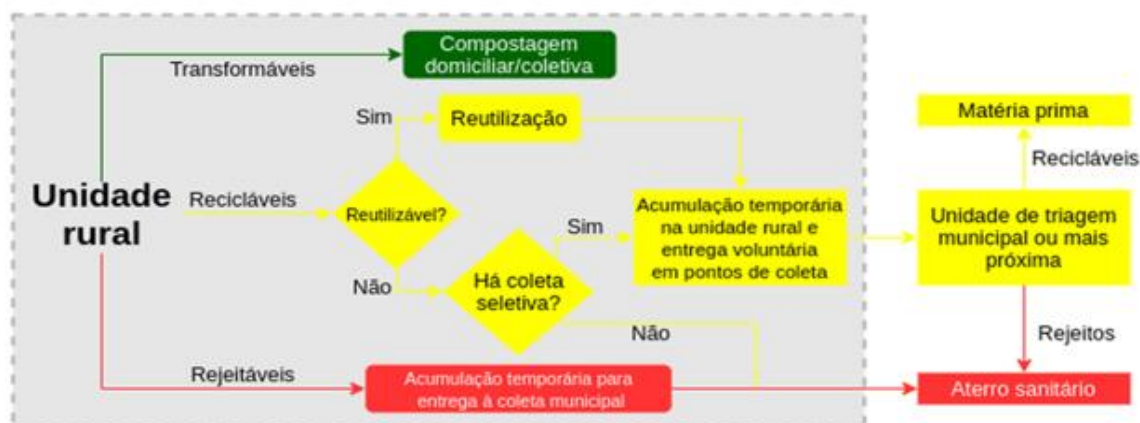 Compostagem
domiciliar/coletiva
Transformáveis
Sim
Reutilização
Matéria prima
Recicláveis
Unidade
rural
Recicláveis
Reutilizável?
Acumulação temporária
na unidade rural e
entrega voluntária
em pontos de coleta
Unidade de triagem
municipal ou mais
próxima
Sim
Não
Há coleta
seletiva?
Não
Rejeitos
Rejeitáveis
Acumulação temporária para
entrega à coleta municipal
Aterro sanitário